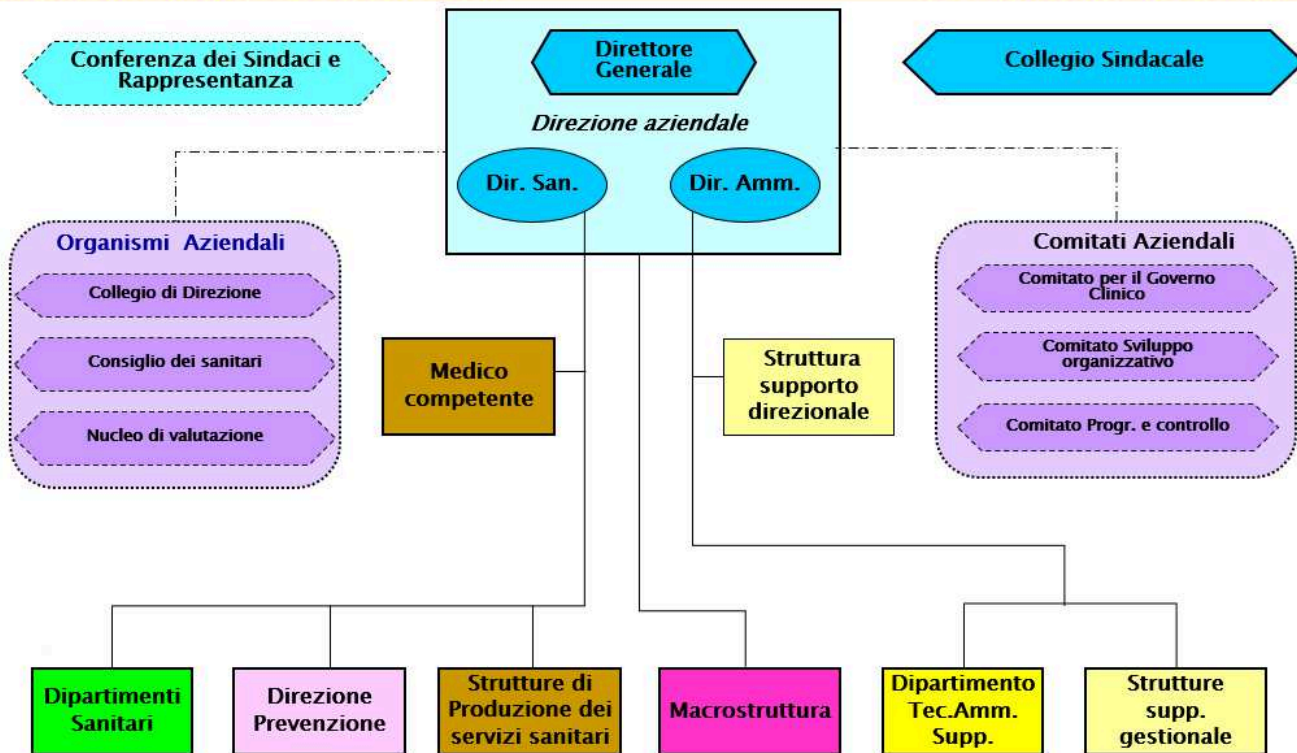 Conferenza dei Sindaci e
Rappresentanza
Direttore
Generale
Collegio Sindacale
Direzione aziendale
Dir. San.
Dir. Amm.
Organismi Aziendali
Collegio di Direzione
Consiglio dei sanitari
Nucleo di valutazione
Comitati Aziendali
Comitato per il Governo
Clinico
Comitato Sviluppo
organizzativo
Comitato Progr. e controllo
Medico
competente
Struttura
supporto
direzionale
Dipartimenti
Sanitari
Direzione
Prevenzione
Strutture di
Produzione dei
servizi sanitari
Macrostruttura
Dipartimento
Tec.Amm.
Supp.
Strutture
supp.
gestionale